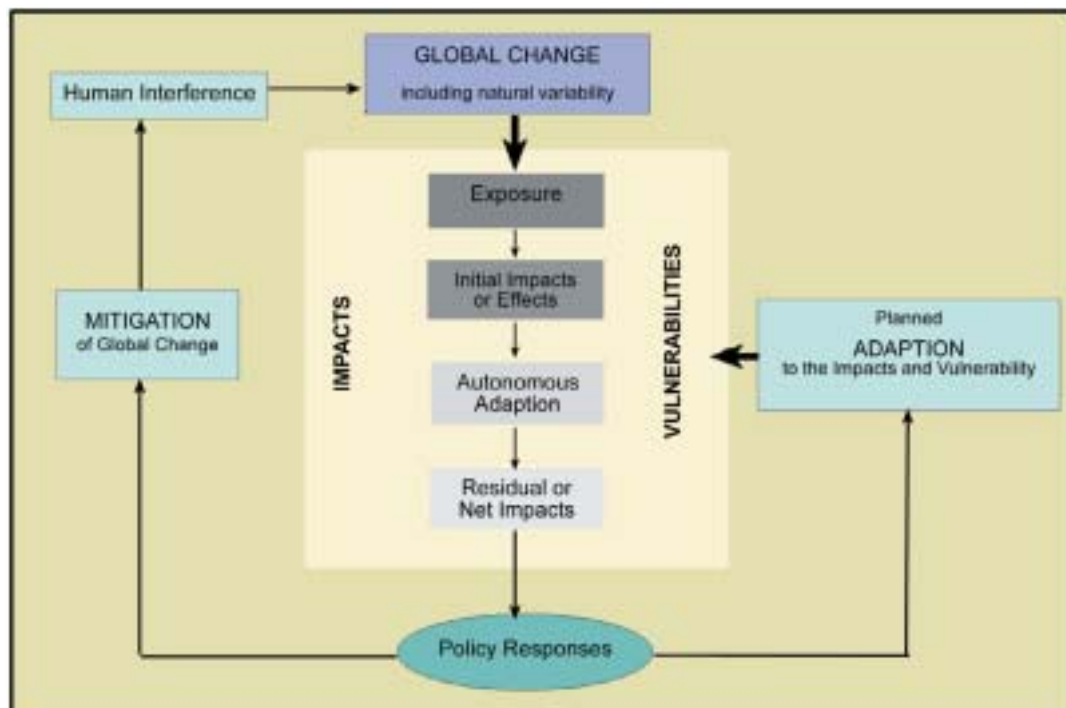 GLOBAL CHANGE
including natural variability
Human Interference
Exposure
Initial Impacts
or Effects
IMPACTS
VULNERABILITIES
MITIGATION
of Global Change
Planned
ADAPTION
to the Impacts and Vulnerability
Autonomous
Adaption
Residual or
Net Impacts
Policy Responses